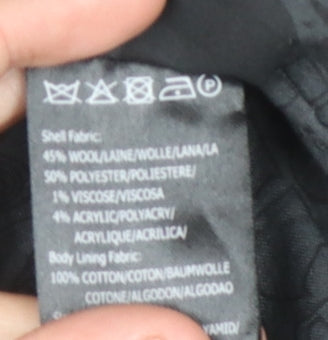 P
Shell Fabric:
45% WOOL/LAINE/WOLLE/LANA/LA
50% POLYESTER/POLIESTERE/
1% VISCOSE/VISCOSA
4% ACRYLIC/POLYACRY/
ACRYLIQUE/ACRILICA/
Body Lining Fabric:
100% COTTON/COTON/BAUMWOLLE
COTONE/ALGODON/ALGODAO
YAMID/